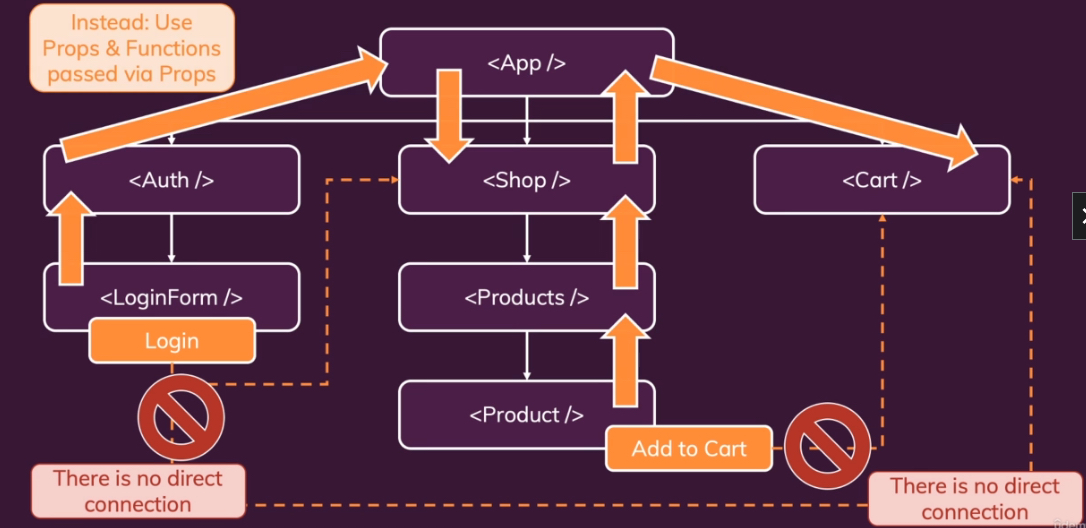 Instead: Use
Props & Functions
passed via Props
<App />
<Auth />
<Shop />
<Cart />
<LoginForm />
<Products />
Login
<Product />
Add to Cart
There is no direct
connection
There is no direct
connection